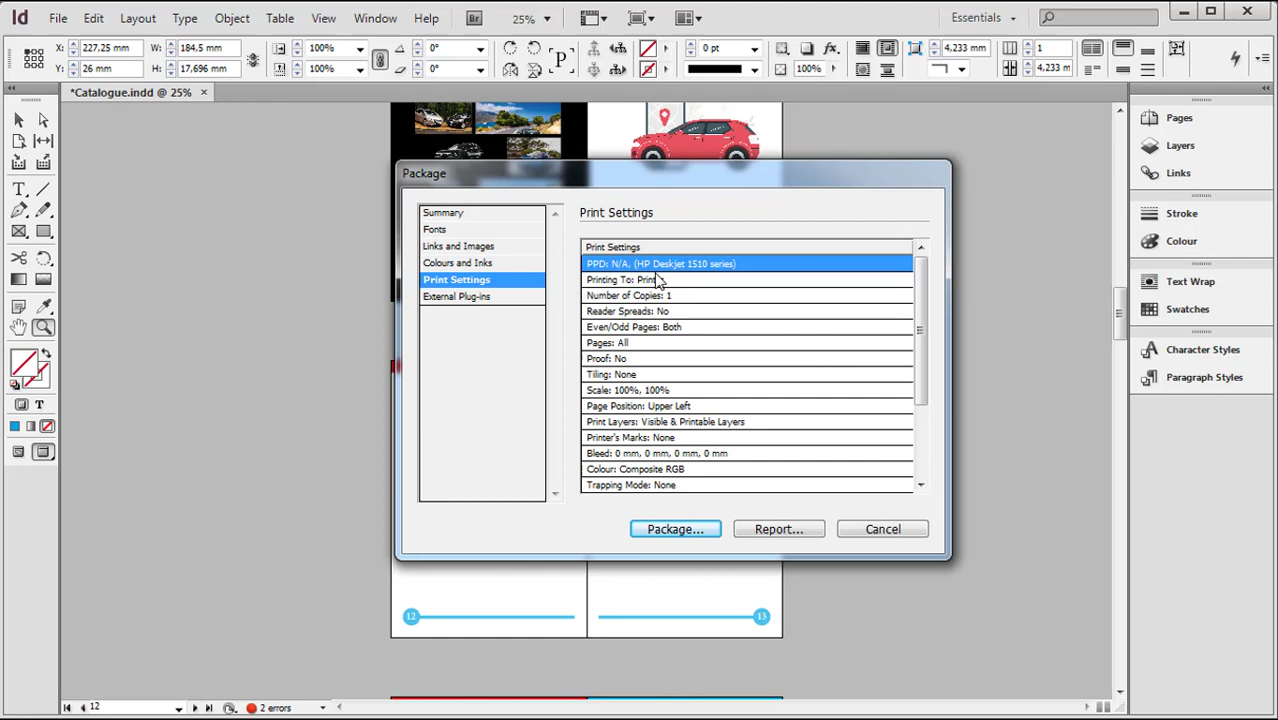 Id File Edit Layout Type Object Table View Window Help Br 25% Essentials
X: 227,25 mm W: 184,5 mm 100% 0° 0 pt 4,233 mm 1
Y: 26 mm H: 17,696 mm 100% 0° 100% 4,233 m
*Catalogue.indd @ 25% ×
Pages
Layers
Links
Stroke
Colour
Text Wrap
Swatches
Character Styles
Paragraph Styles
Package
Summary
Fonts
Links and Images
Colours and Inks
Print Settings
External Plug-ins
Print Settings
Print Settings
PPD: N/A, (HP Deskjet 1510 series)
Printing To:
Number of Copies: 1
Reader Spreads: No
Even/Odd Pages: Both
Pages: All
Proof: No
Tiling: None
Scale: 100%, 100%
Page Position: Upper Left
Print Layers: Visible & Printable Layers
Printer's Marks: None
Bleed: 0 mm, 0 mm, 0 mm, 0 mm
Colour: Composite RGB
Trapping Mode: None
Package... Report... Cancel
12 13
12 2 errors